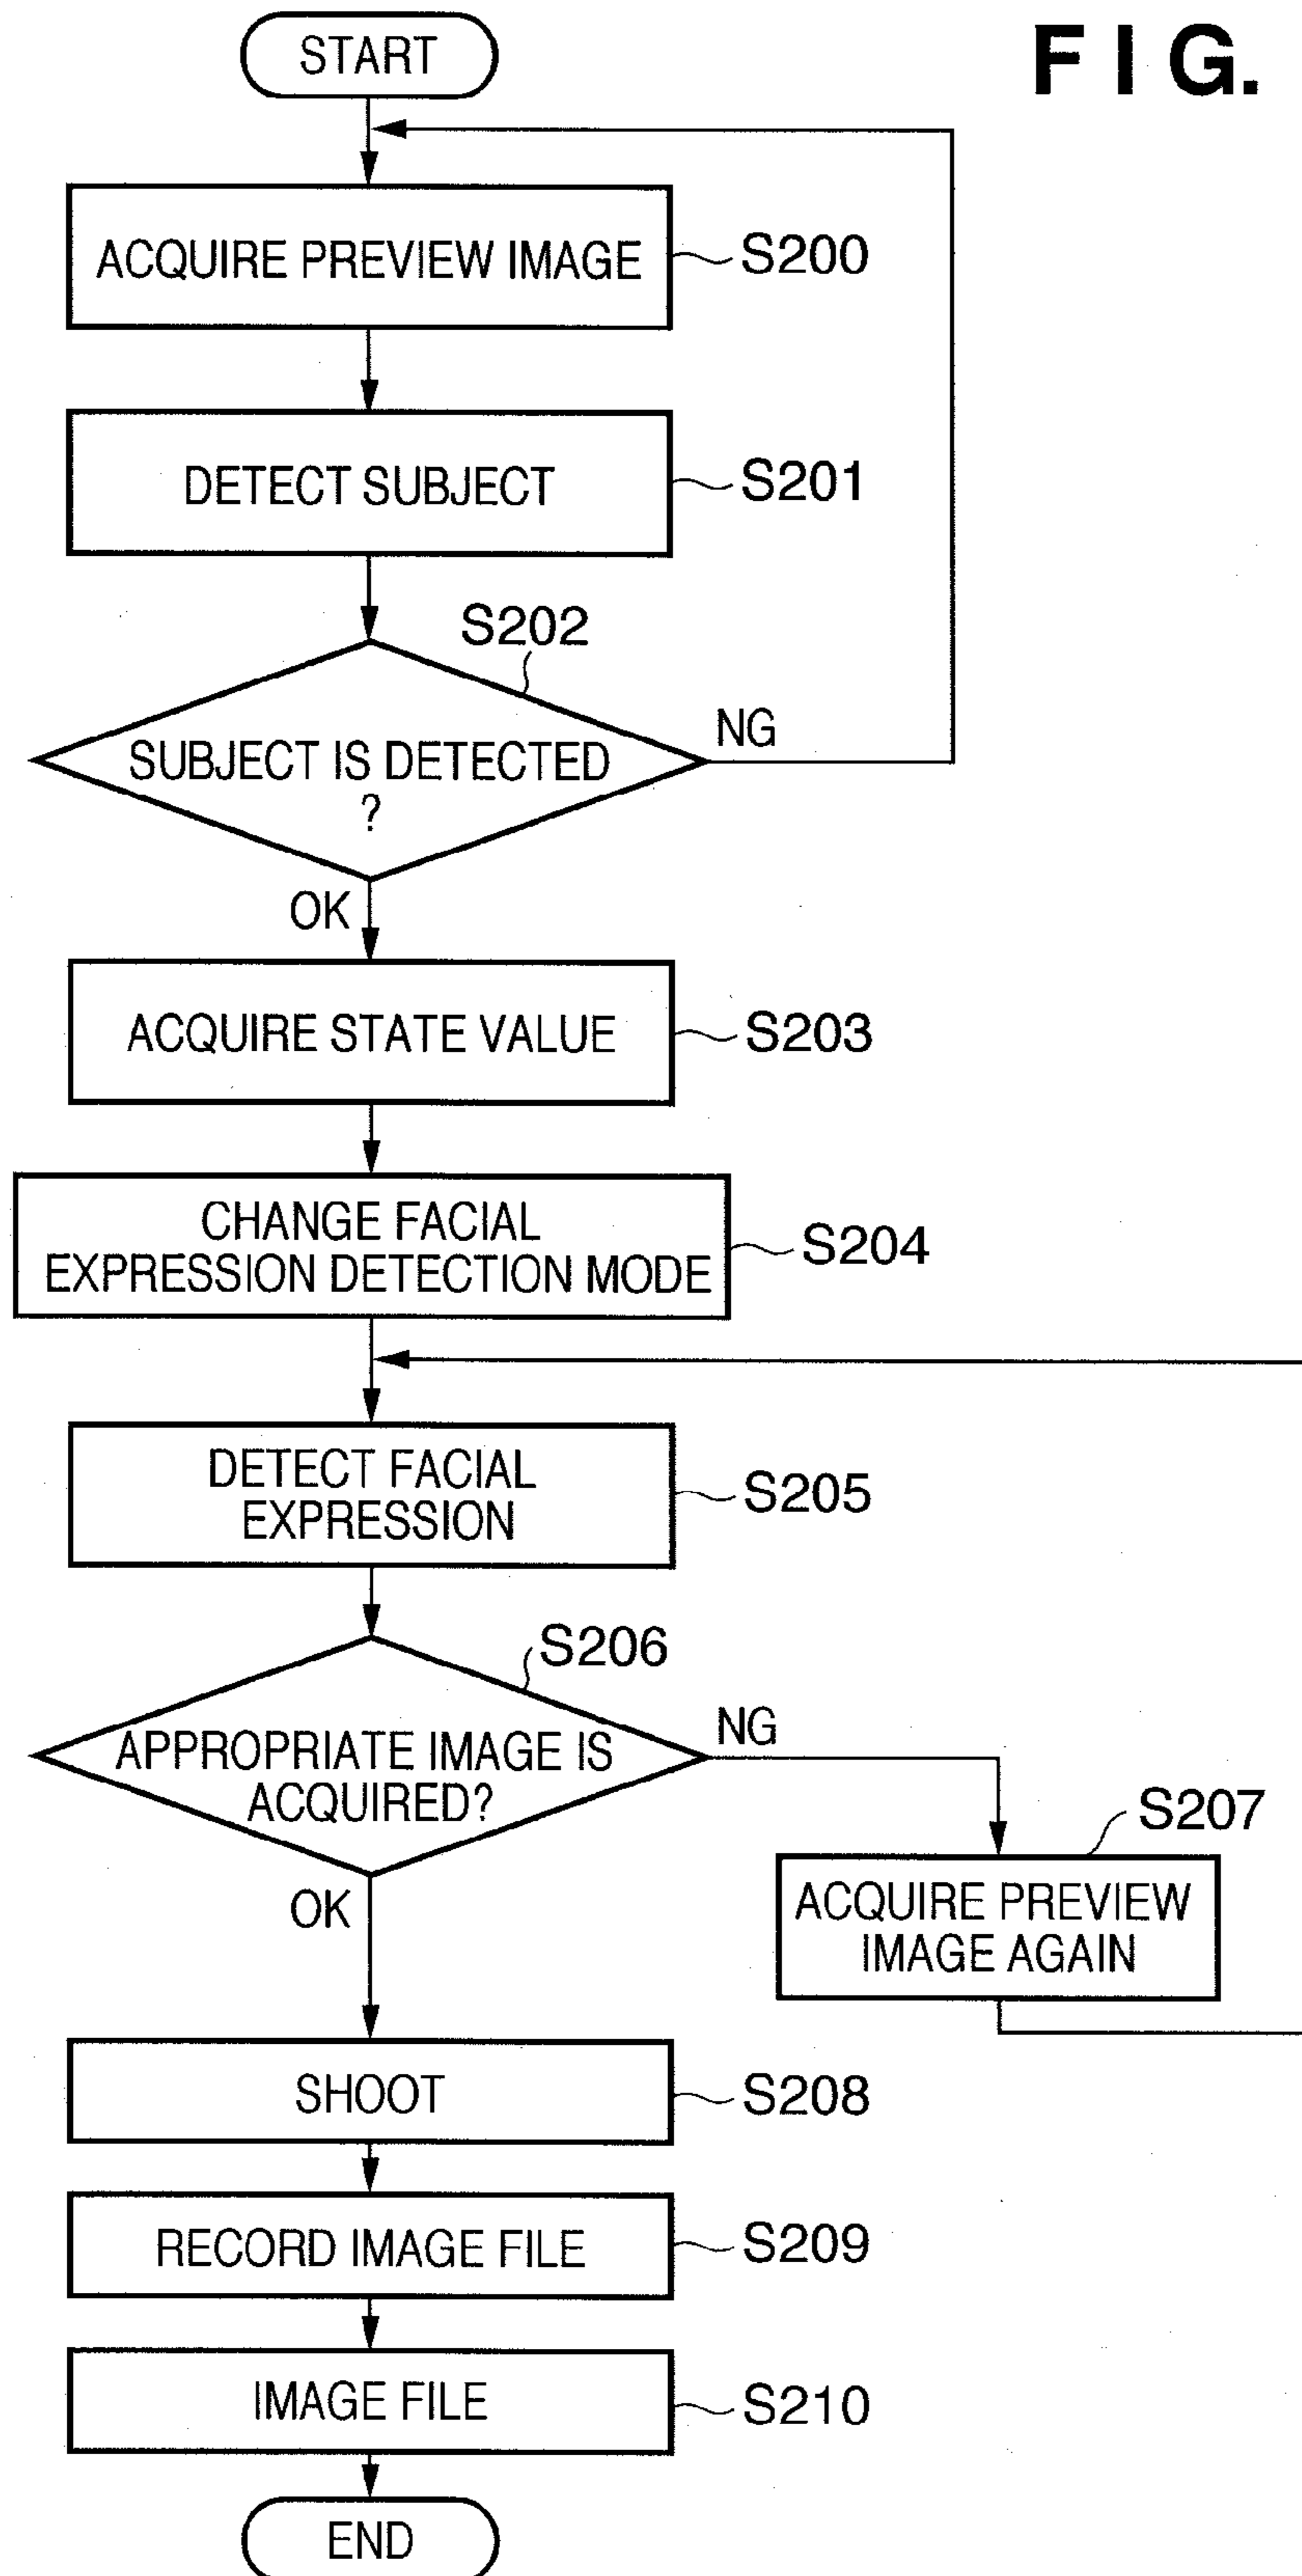 START
FIG.
ACQUIRE PREVIEW IMAGE
S200
DETECT SUBJECT
S201
S202
SUBJECT IS DETECTED
?
NG
OK
ACQUIRE STATE VALUE
S203
CHANGE FACIAL
EXPRESSION DETECTION MODE
S204
DETECT FACIAL
EXPRESSION
S205
S206
APPROPRIATE IMAGE IS
ACQUIRED?
NG
S207
ACQUIRE PREVIEW
IMAGE AGAIN
OK
SHOOT
S208
RECORD IMAGE FILE
S209
IMAGE FILE
S210
END